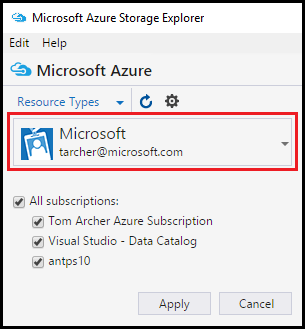 Microsoft Azure Storage Explorer
Edit Help
Microsoft Azure
Resource Types
Microsoft
tarcher@microsoft.com
All subscriptions:
Tom Archer Azure Subscription
Visual Studio - Data Catalog
antps10
Apply Cancel